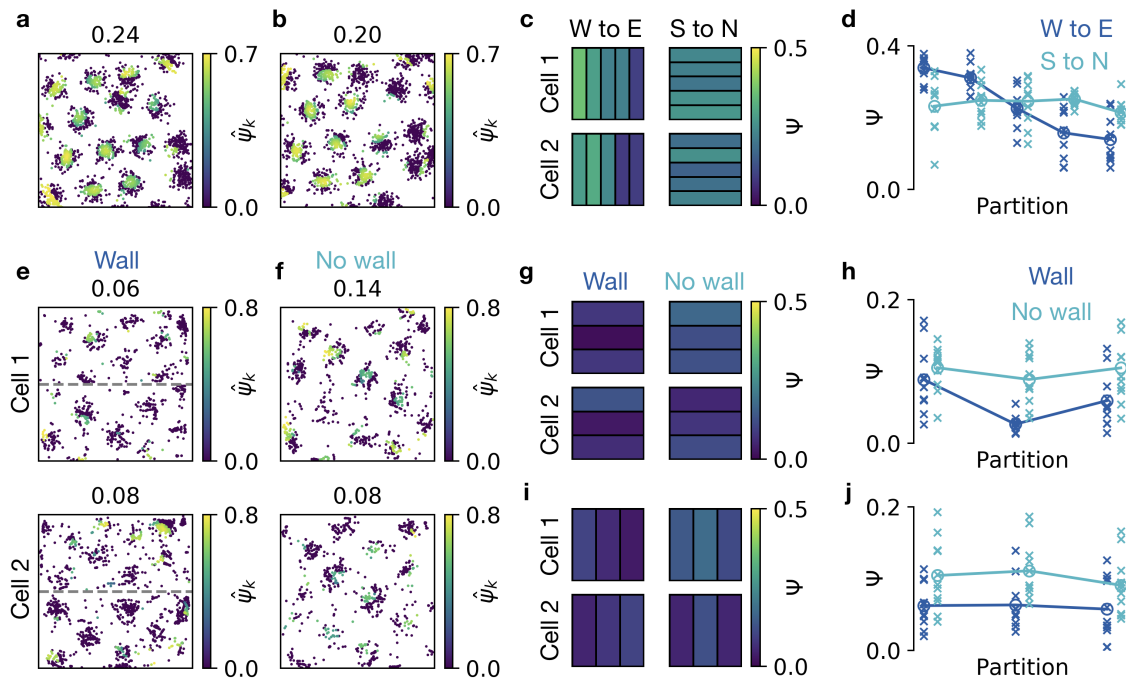 a
0.24
0.7
0.0
ψ̂k
b
0.20
0.7
0.0
ψ̂k
c
W to E
S to N
Cell 1
Cell 2
0.5
0.0
Ψ
d
W to E
S to N
0.4
0.0
Ψ
Partition
e
Wall
0.06
Cell 1
0.8
0.0
ψ̂k
f
No wall
0.14
0.8
0.0
ψ̂k
g
Wall
No wall
Cell 1
Cell 2
0.5
0.0
Ψ
h
Wall
No wall
0.2
0.0
Ψ
Partition
0.08
Cell 2
0.8
0.0
ψ̂k
0.08
0.8
0.0
ψ̂k
i
Cell 1
Cell 2
0.5
0.0
Ψ
j
0.2
0.0
Ψ
Partition